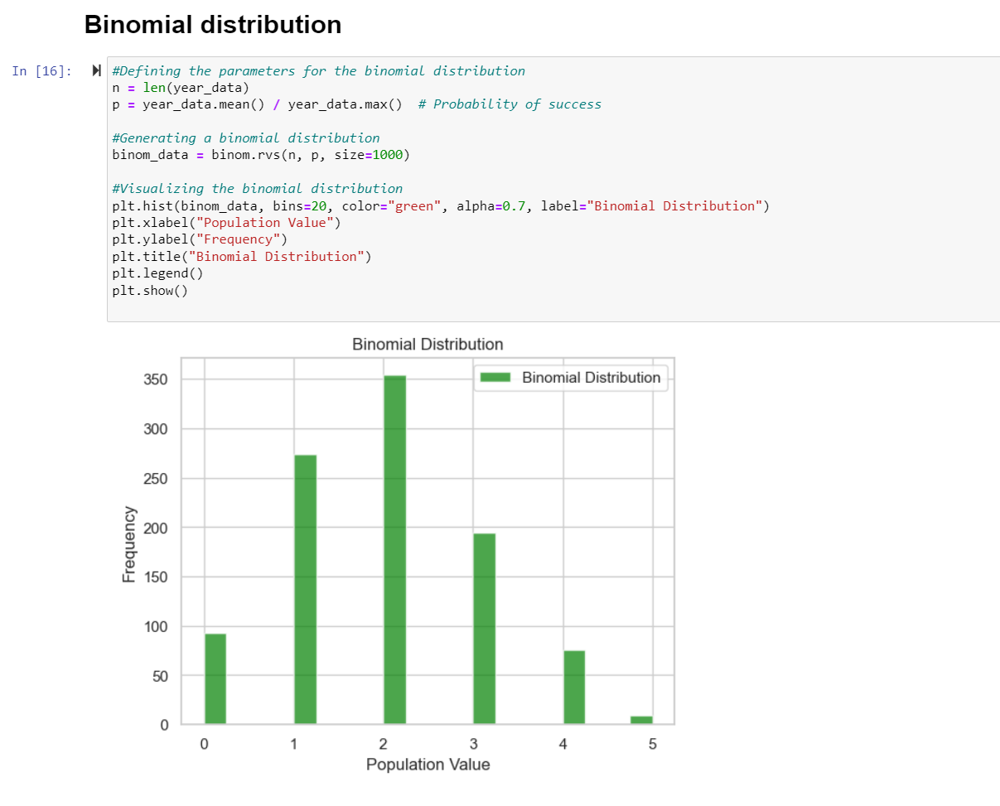 Binomial distribution
In [16]:
#Defining the parameters for the binomial distribution
n = len(year_data)
p = year_data.mean() / year_data.max()  # Probability of success
#Generating a binomial distribution
binom_data = binom.rvs(n, p, size=1000)
#Visualizing the binomial distribution
plt.hist(binom_data, bins=20, color="green", alpha=0.7, label="Binomial Distribution")
plt.xlabel("Population Value")
plt.ylabel("Frequency")
plt.title("Binomial Distribution")
plt.legend()
plt.show()
Binomial Distribution
Binomial Distribution
350
300
250
200
150
100
50
0
Frequency
0 1 2 3 4 5
Population Value